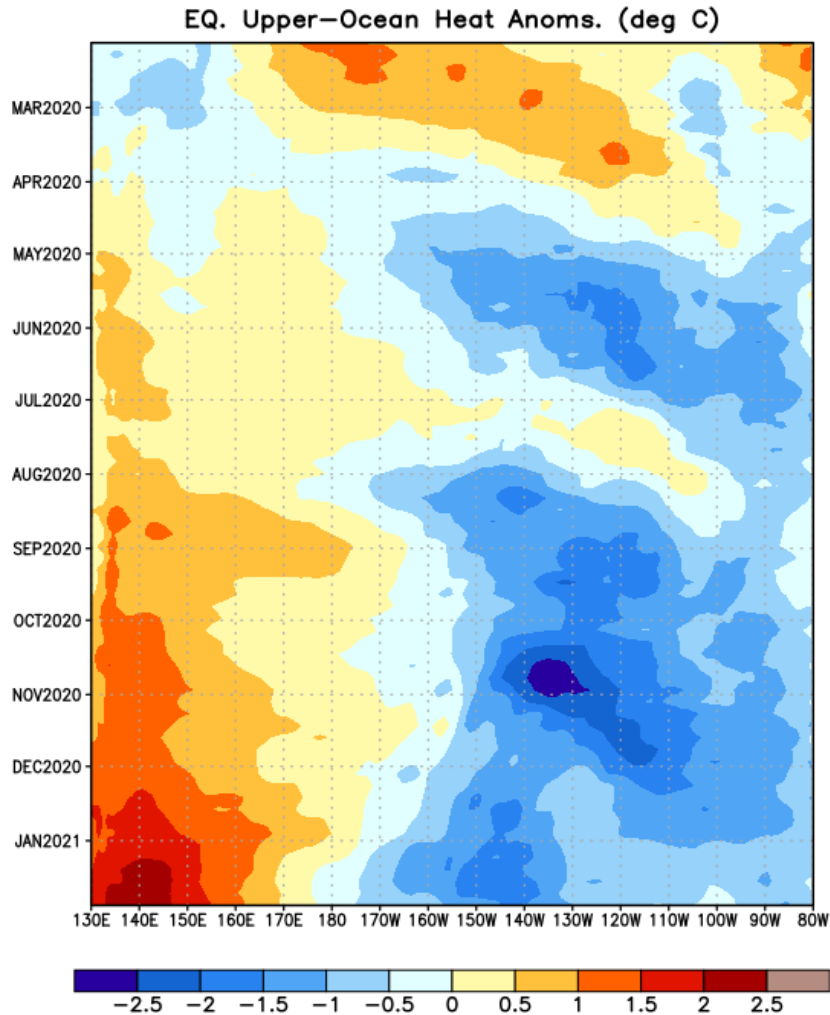 EQ. Upper−Ocean Heat Anoms. (deg C)
MAR2020
APR2020
MAY2020
JUN2020
JUL2020
AUG2020
SEP2020
OCT2020
NOV2020
DEC2020
JAN2021
130E 140E 150E 160E 170E 180 170W 160W 150W 140W 130W 120W 110W 100W 90W 80W
−2.5 −2 −1.5 −1 −0.5 0 0.5 1 1.5 2 2.5